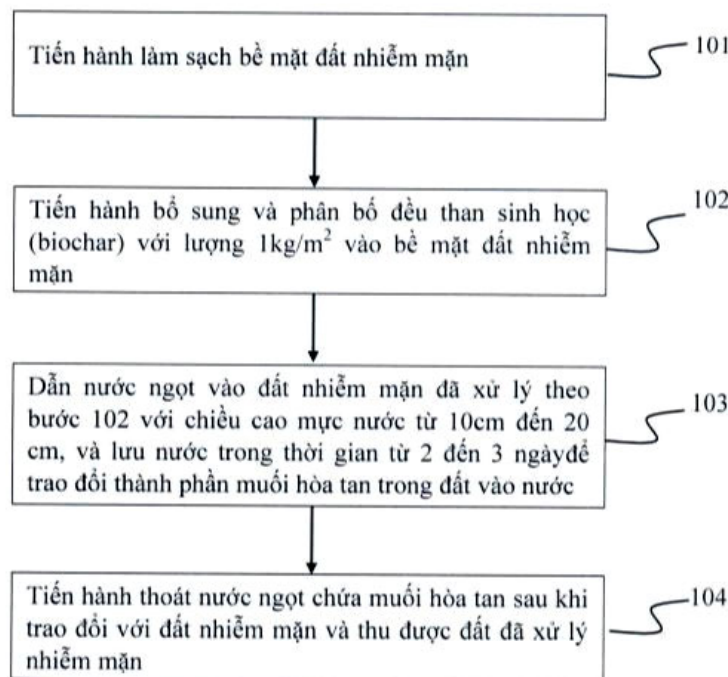 Tiến hành làm sạch bề mặt đất nhiễm mặn
101
Tiến hành bổ sung và phân bố đều than sinh học
(biochar) với lượng 1kg/m² vào bề mặt đất nhiễm
mặn
102
Dẫn nước ngọt vào đất nhiễm mặn đã xử lý theo
bước 102 với chiều cao mực nước từ 10cm đến 20
cm, và lưu nước trong thời gian từ 2 đến 3 ngàyđể
trao đổi thành phần muối hòa tan trong đất vào nước
103
Tiến hành thoát nước ngọt chứa muối hòa tan sau khi
trao đổi với đất nhiễm mặn và thu được đất đã xử lý
nhiễm mặn
104